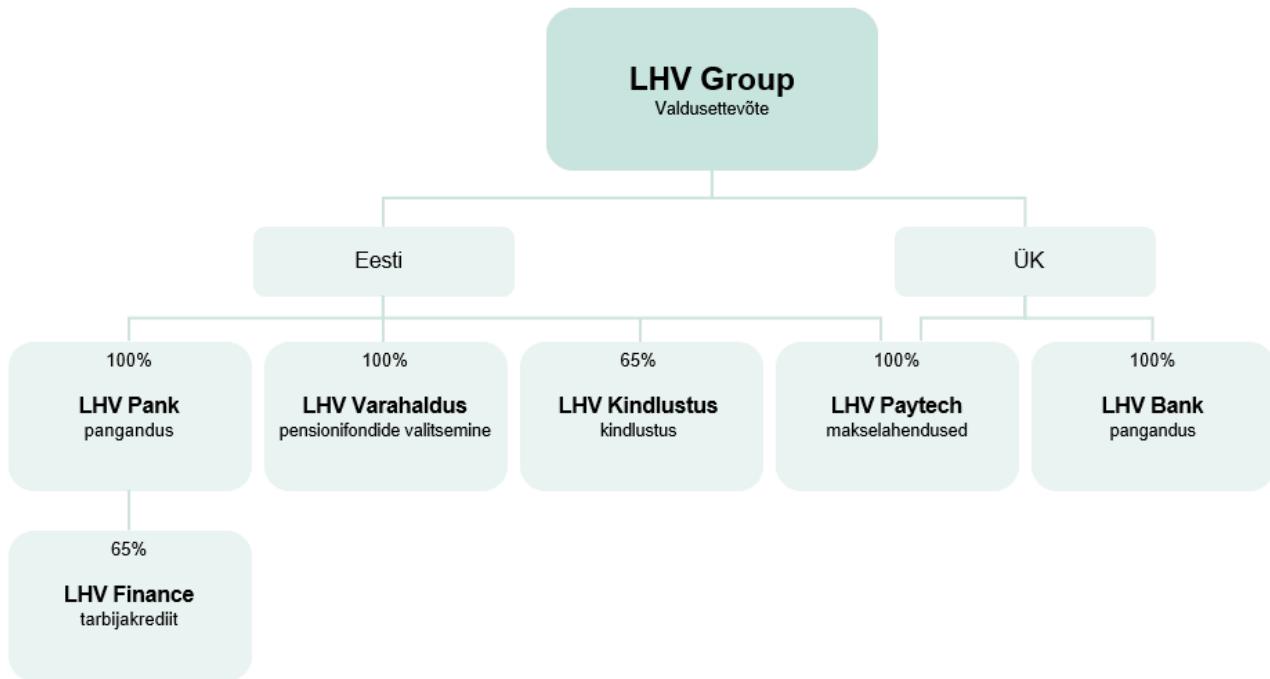 LHV Group
Valdusettevõte
Eesti
ÜK
100%
LHV Pank
pangandus
100%
LHV Varahaldus
pensionifondide valitsemine
65%
LHV Kindlustus
kindlustus
100%
LHV Paytech
makselahendused
100%
LHV Bank
pangandus
65%
LHV Finance
tarbijakrediit